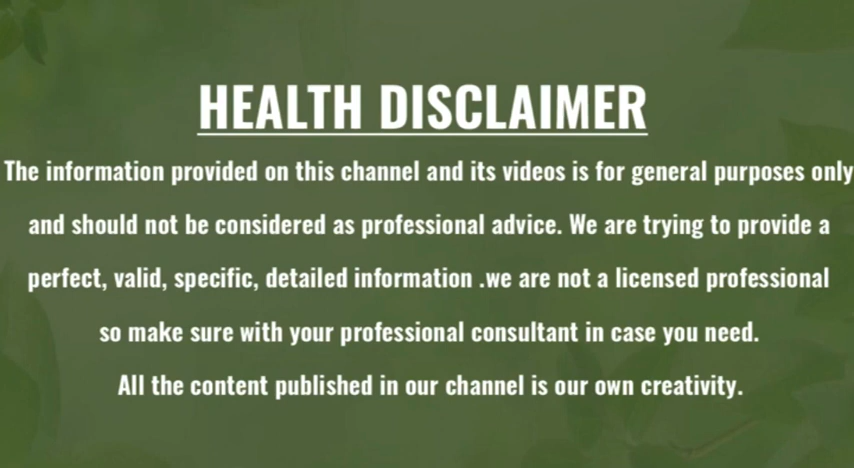 HEALTH DISCLAIMER
The information provided on this channel and its videos is for general purposes only
and should not be considered as professional advice. We are trying to provide a
perfect, valid, specific, detailed information .we are not a licensed professional
so make sure with your professional consultant in case you need.
All the content published in our channel is our own creativity.